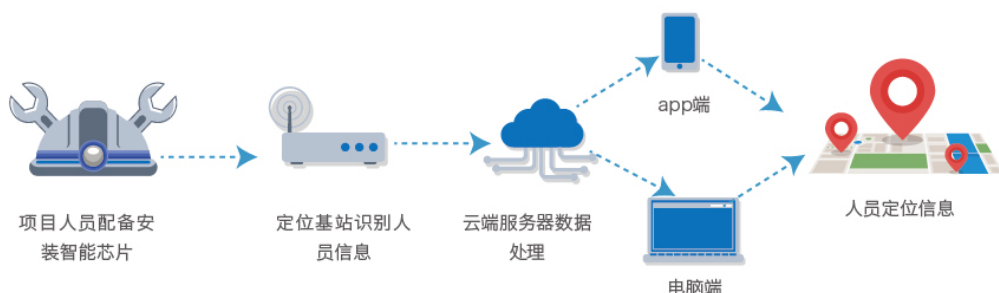 app端
项目人员配备安
装智能芯片
定位基站识别人
员信息
云端服务器数据
处理
人员定位信息
电脑端